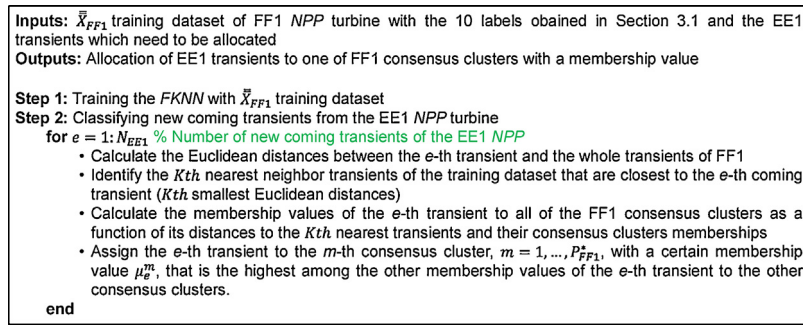 Inputs: X̿_FF1 training dataset of FF1 NPP turbine with the 10 labels obained in Section 3.1 and the EE1
transients which need to be allocated
Outputs: Allocation of EE1 transients to one of FF1 consensus clusters with a membership value
Step 1: Training the FKNN with X̿_FF1 training dataset
Step 2: Classifying new coming transients from the EE1 NPP turbine
for e = 1: N_EE1 % Number of new coming transients of the EE1 NPP
• Calculate the Euclidean distances between the e-th transient and the whole transients of FF1
• Identify the Kth nearest neighbor transients of the training dataset that are closest to the e-th coming
transient (Kth smallest Euclidean distances)
• Calculate the membership values of the e-th transient to all of the FF1 consensus clusters as a
function of its distances to the Kth nearest transients and their consensus clusters memberships
• Assign the e-th transient to the m-th consensus cluster, m = 1, ..., P*_FF1, with a certain membership
value μ_e^m, that is the highest among the other membership values of the e-th transient to the other
consensus clusters.
end